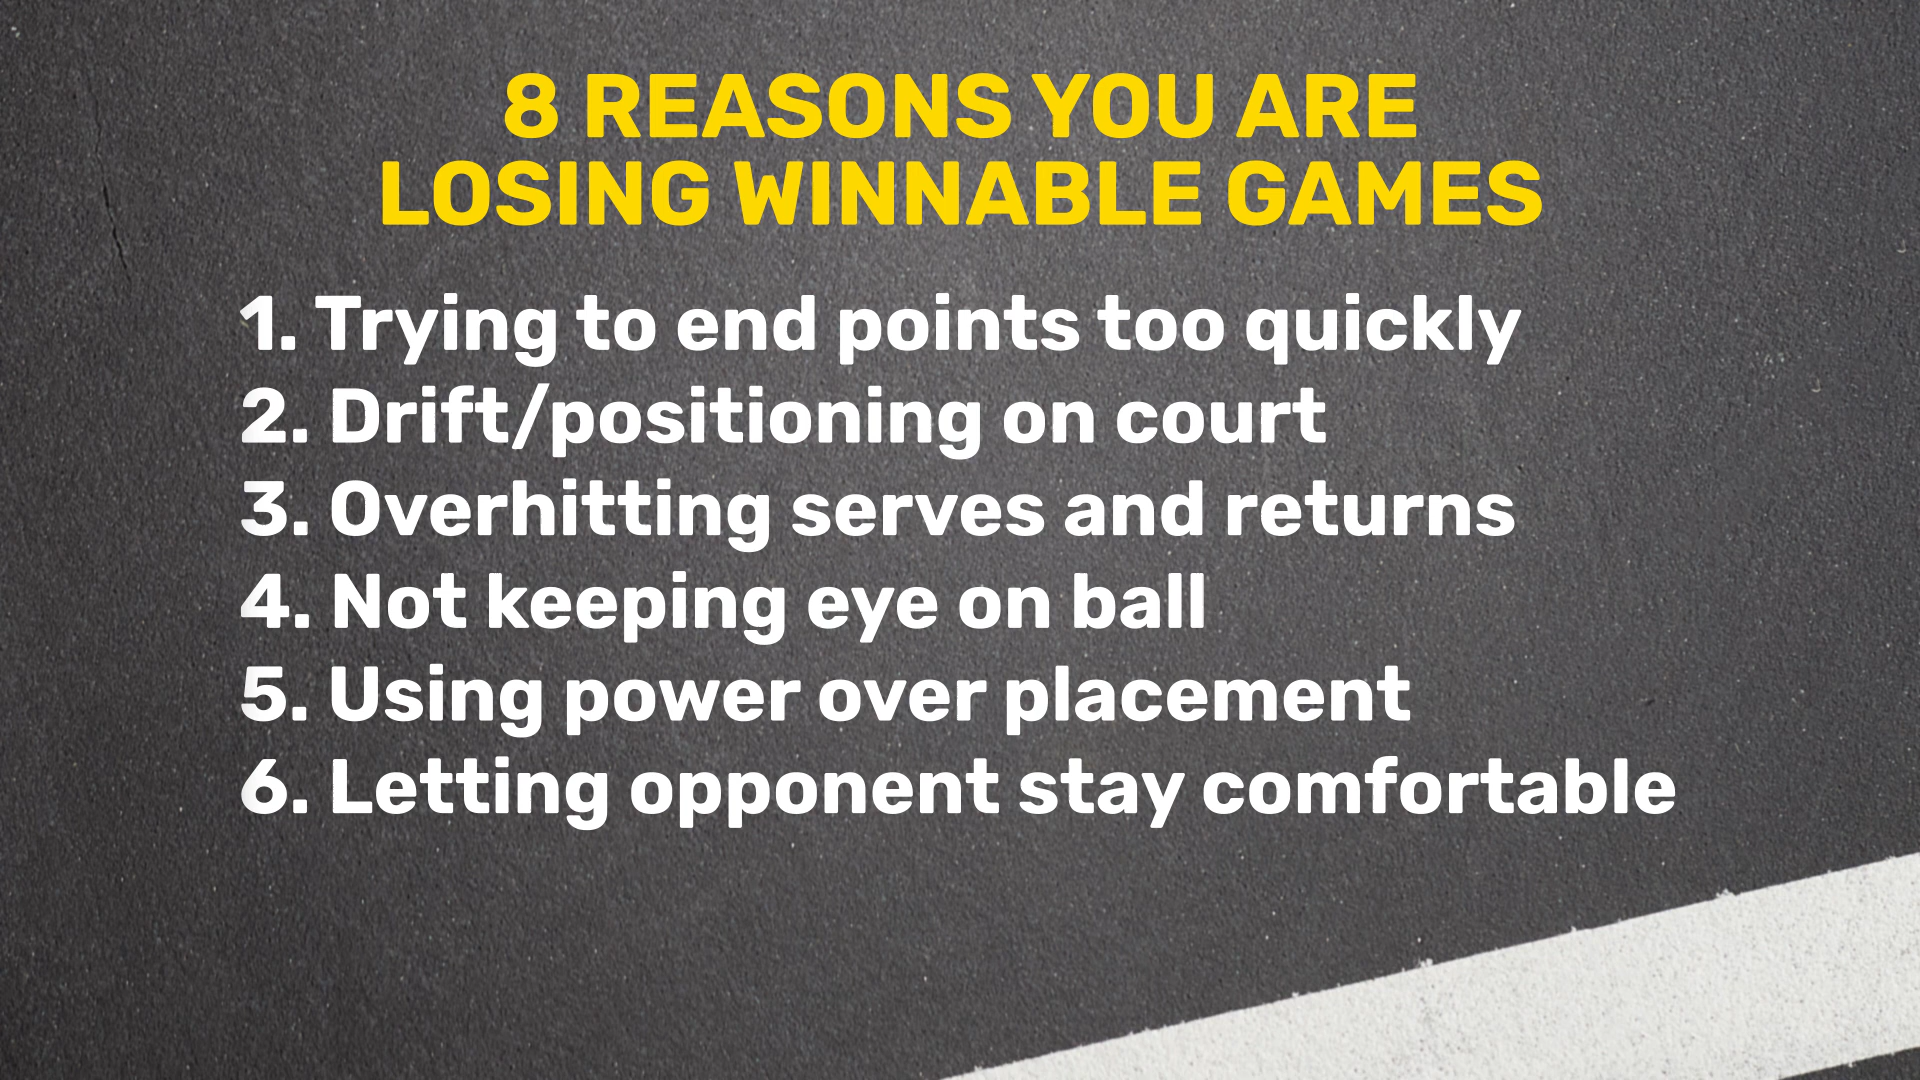 8 REASONS YOU ARE
LOSING WINNABLE GAMES
1. Trying to end points too quickly
2. Drift/positioning on court
3. Overhitting serves and returns
4. Not keeping eye on ball
5. Using power over placement
6. Letting opponent stay comfortable